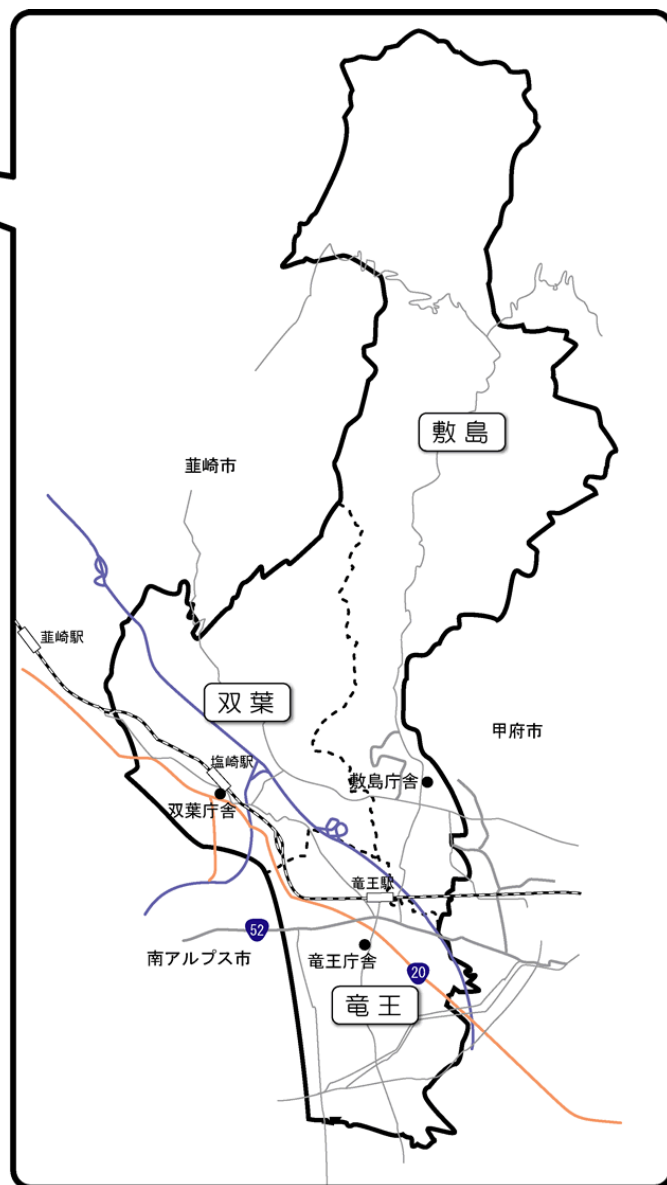 敷島
韮崎市
韮崎駅
双葉
甲府市
塩崎駅
敷島庁舎
双葉庁舎
竜王駅
52
南アルプス市
竜王庁舎
20
竜王